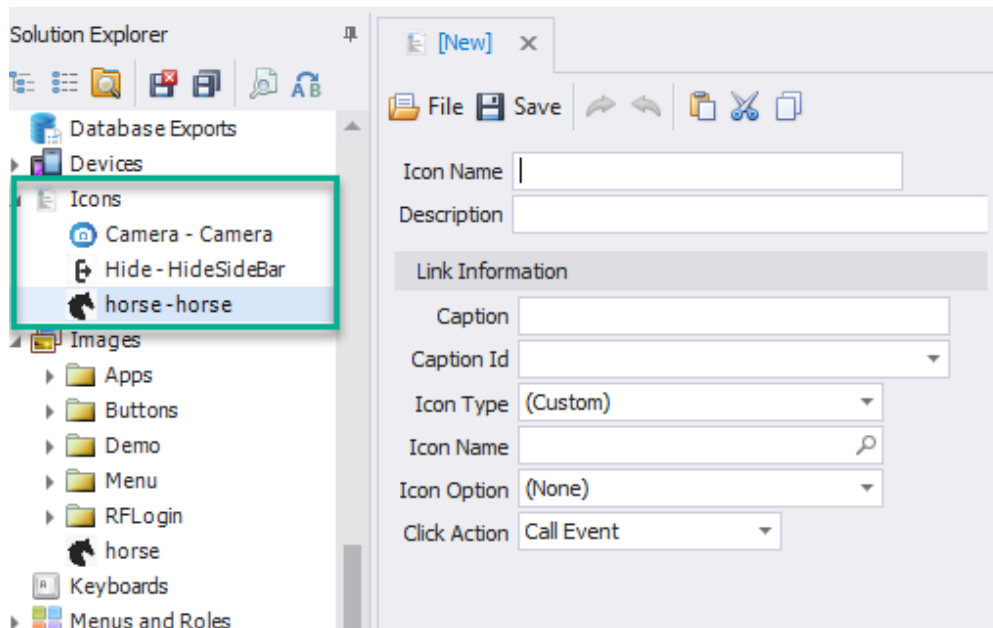 Solution Explorer
Database Exports
Devices
Icons
Camera - Camera
Hide - HideSideBar
horse - horse
Images
Apps
Buttons
Demo
Menu
RFLogin
horse
Keyboards
Menus and Roles
[New]
File Save
Icon Name
Description
Link Information
Caption
Caption Id
Icon Type (Custom)
Icon Name
Icon Option (None)
Click Action Call Event